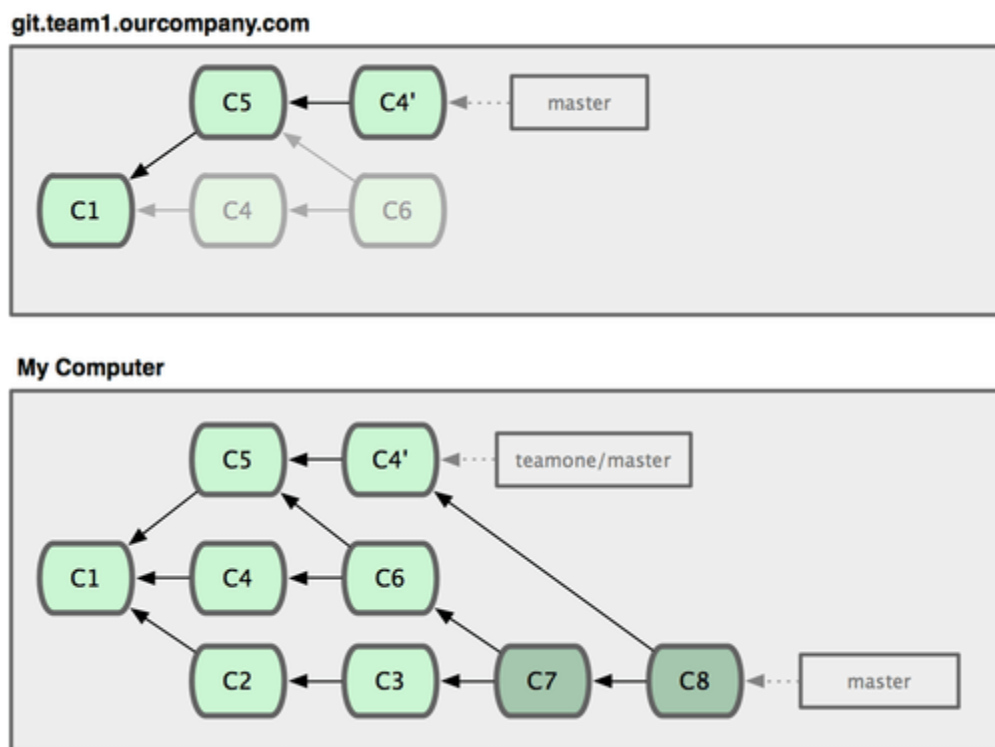 git.team1.ourcompany.com
C5 C4' master
C1 C4 C6
My Computer
C5 C4' teamone/master
C1 C4 C6
C2 C3 C7 C8 master